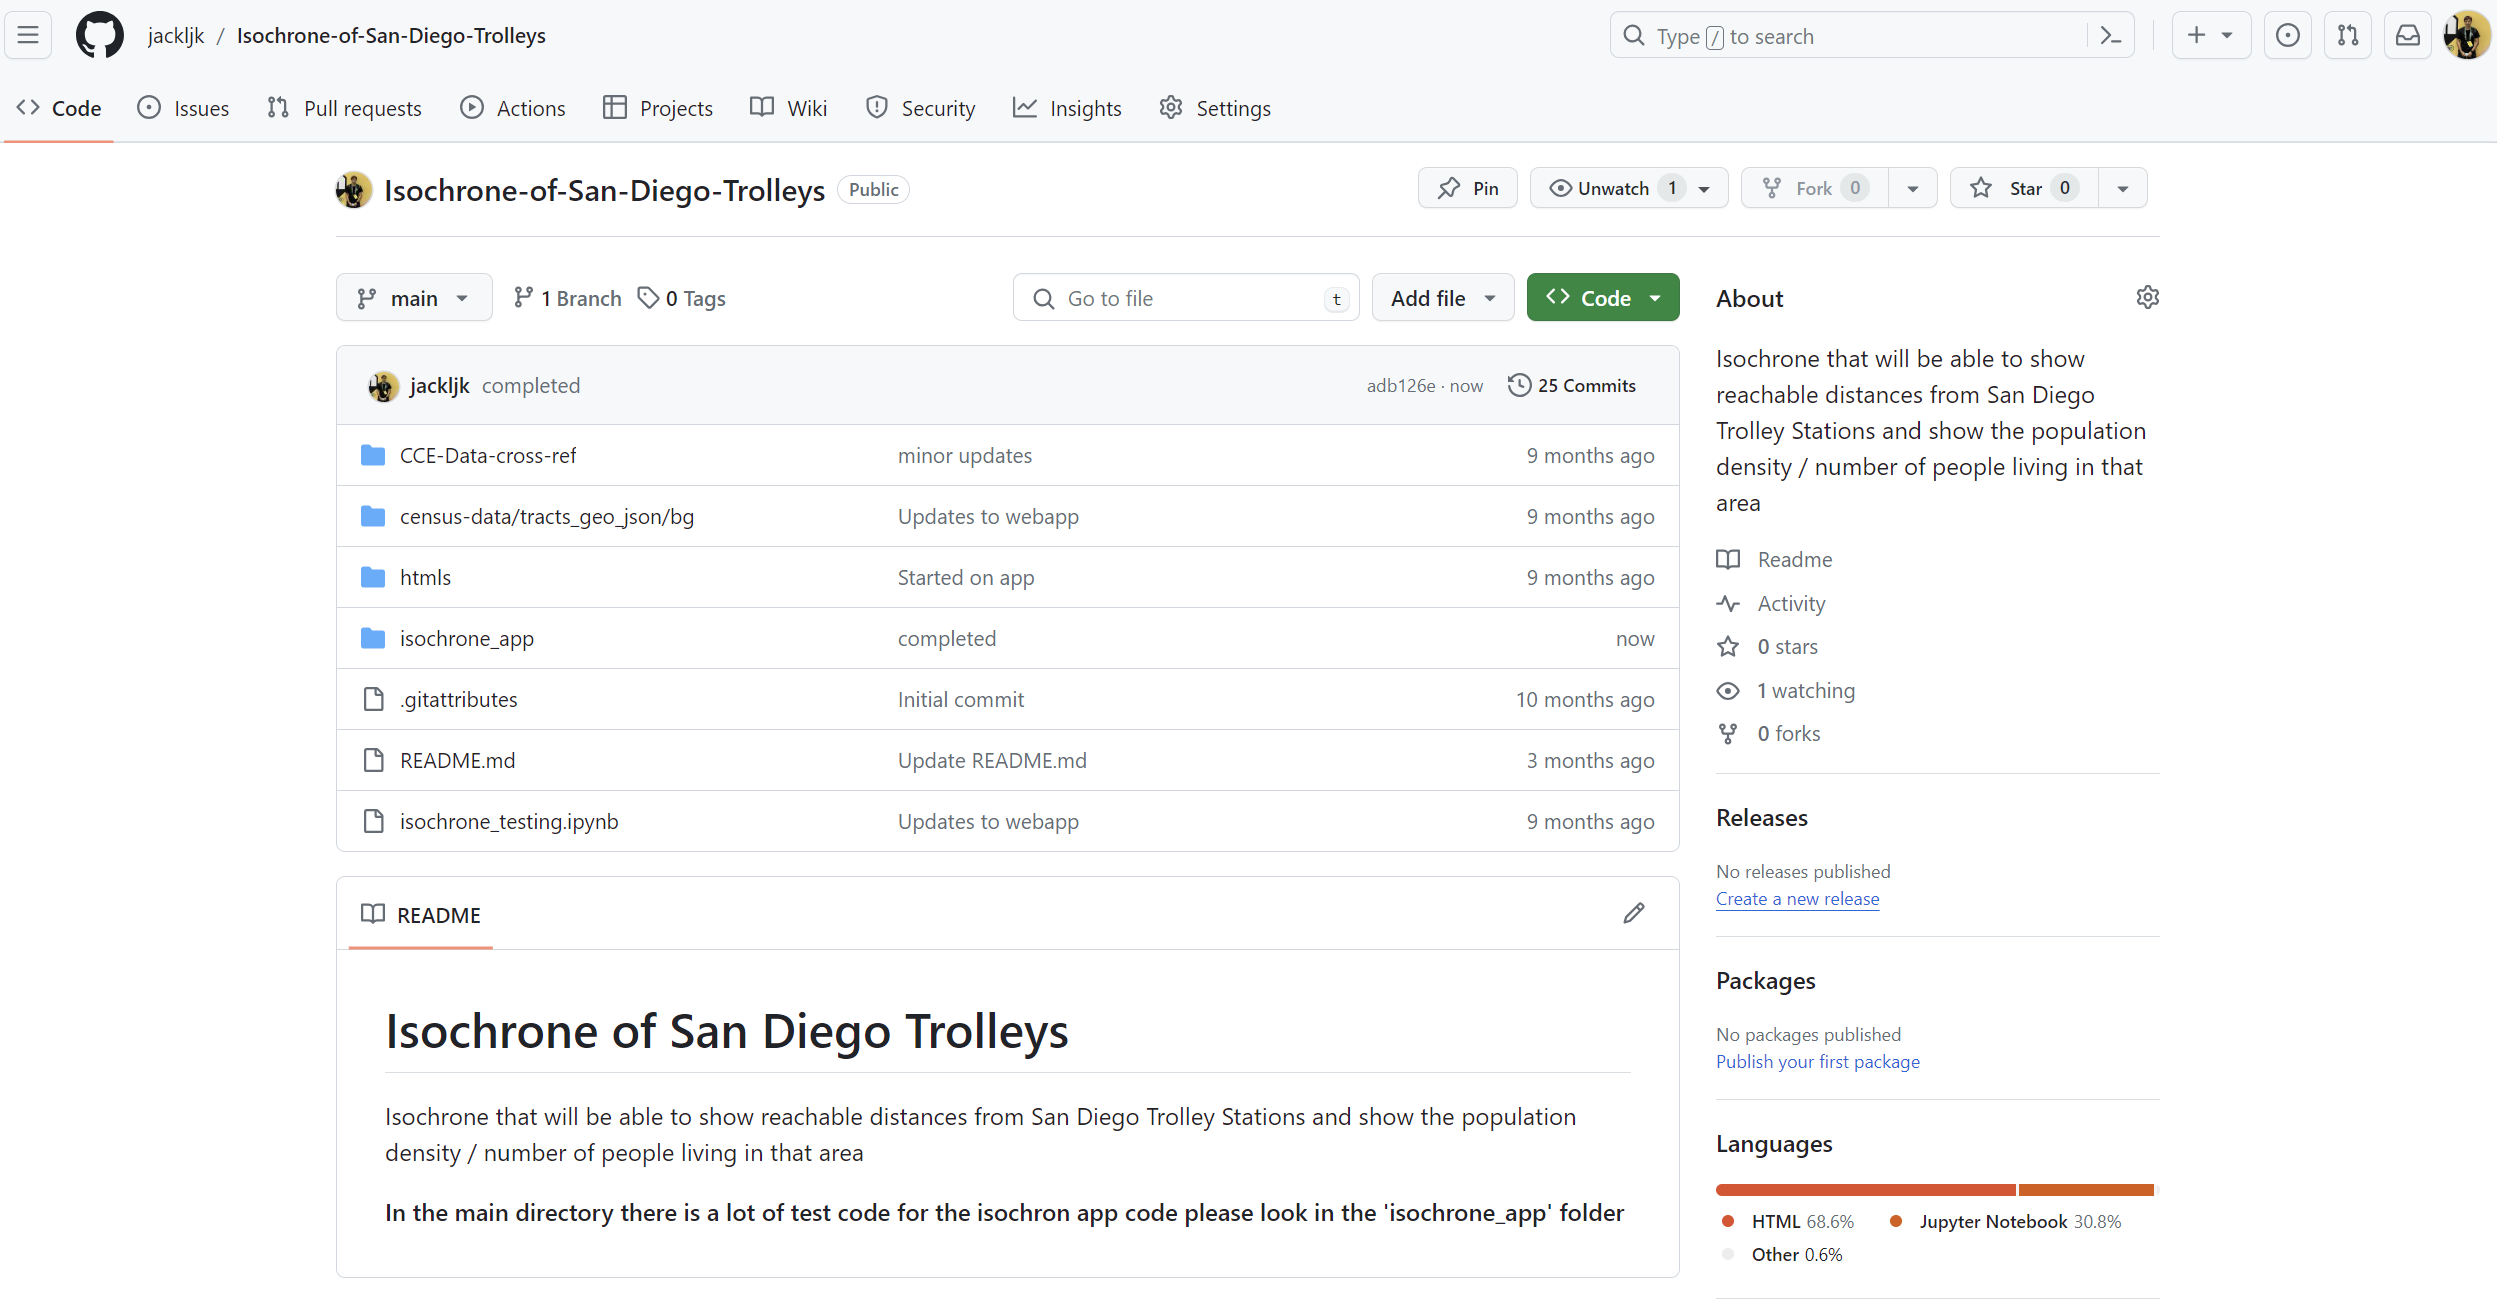 jackljk / Isochrone-of-San-Diego-Trolleys
Type / to search
Code Issues Pull requests Actions Projects Wiki Security Insights Settings
Isochrone-of-San-Diego-Trolleys Public
Pin Unwatch 1 Fork 0 Star 0
main 1 Branch 0 Tags
Go to file t Add file Code
jackljk completed adb126e · now 25 Commits
CCE-Data-cross-ref minor updates 9 months ago
census-data/tracts_geo_json/bg Updates to webapp 9 months ago
htmls Started on app 9 months ago
isochrone_app completed now
.gitattributes Initial commit 10 months ago
README.md Update README.md 3 months ago
isochrone_testing.ipynb Updates to webapp 9 months ago
README
Isochrone of San Diego Trolleys
Isochrone that will be able to show reachable distances from San Diego Trolley Stations and show the population
density / number of people living in that area
In the main directory there is a lot of test code for the isochron app code please look in the 'isochrone_app' folder
About
Isochrone that will be able to show
reachable distances from San Diego
Trolley Stations and show the population
density / number of people living in that
area
Readme
Activity
0 stars
1 watching
0 forks
Releases
No releases published
Create a new release
Packages
No packages published
Publish your first package
Languages
HTML 68.6% Jupyter Notebook 30.8%
Other 0.6%